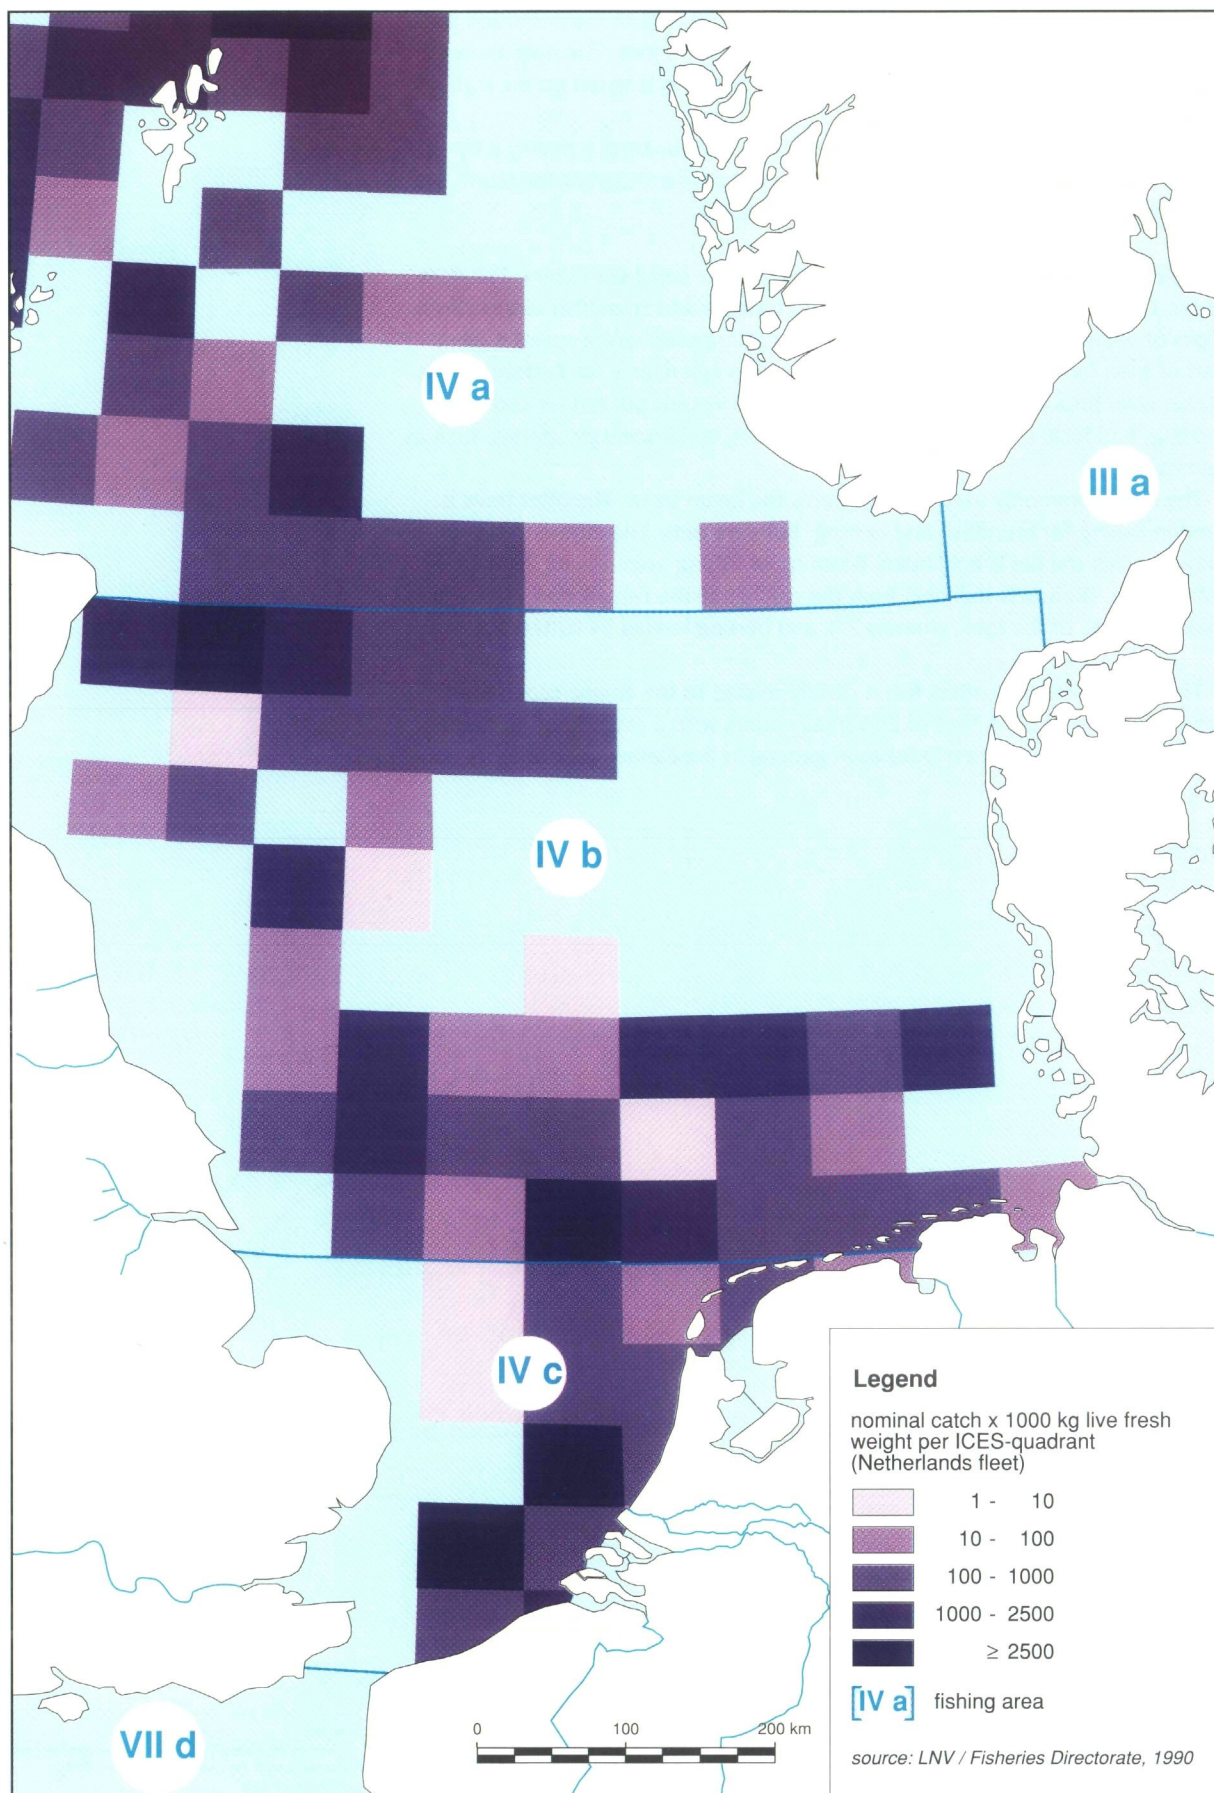 IV a
III a
IV b
IV c
Legend
nominal catch x 1000 kg live fresh
weight per ICES-quadrant
(Netherlands fleet)
1 - 10
10 - 100
100 - 1000
1000 - 2500
≥ 2500
[IV a] fishing area
VII d
0 100 200 km
source: LNV / Fisheries Directorate, 1990